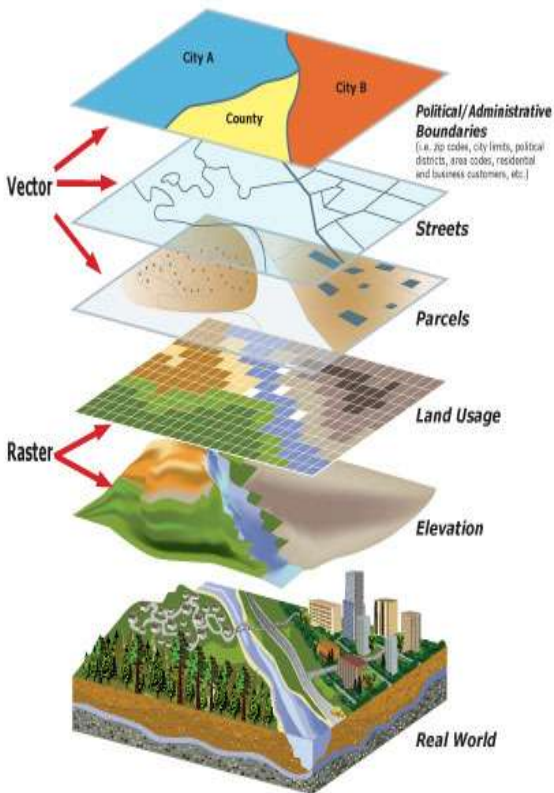 City A
City B
County
Political/Administrative
Boundaries
(i.e. zip codes, city limits, political
districts, area codes, residential
and business customers, etc.)
Vector
Streets
Parcels
Land Usage
Raster
Elevation
Real World